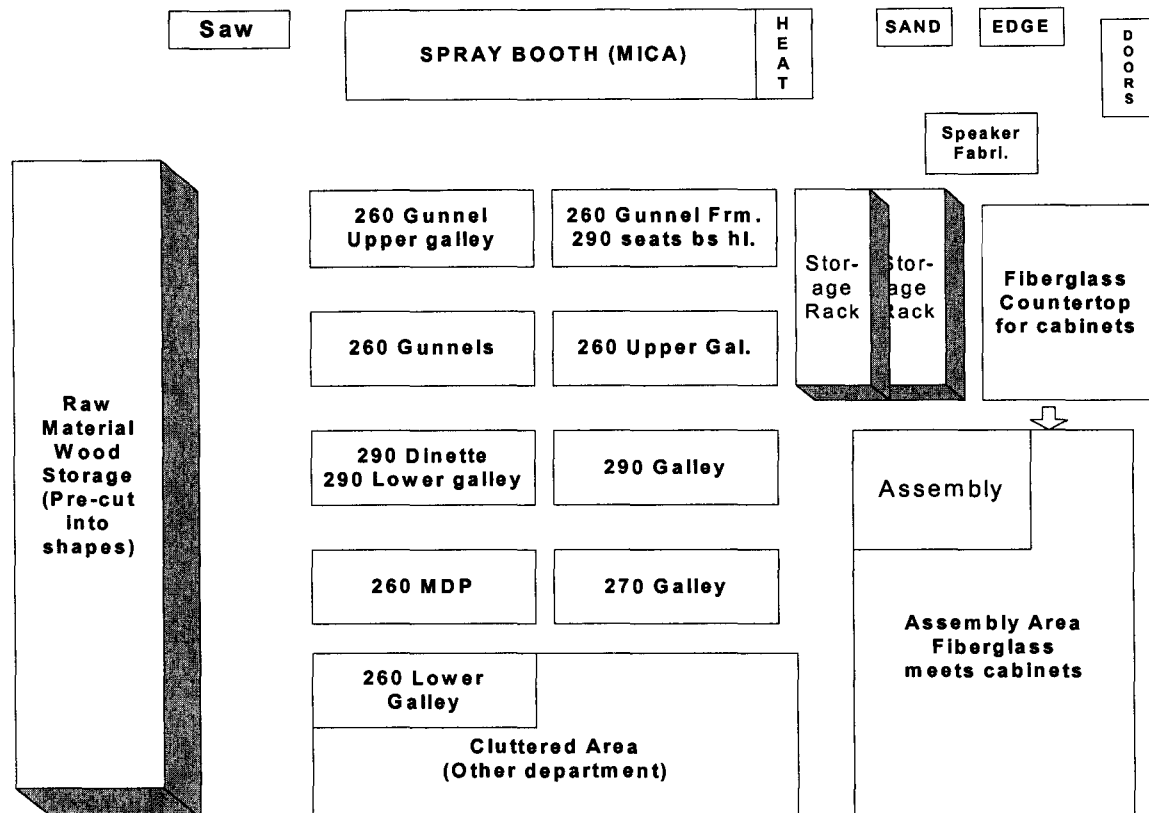 Saw
SPRAY BOOTH (MICA)
HEAT
SAND
EDGE
DOORS
Speaker
Fabri.
260 Gunnel
Upper galley
260 Gunnel Frm.
290 seats bs hl.
Stor-
age
Rack
Stor-
age
Rack
Fiberglass
Countertop
for cabinets
260 Gunnels
260 Upper Gal.
Raw
Material
Wood
Storage
(Pre-cut
into
shapes)
290 Dinette
290 Lower galley
290 Galley
Assembly
260 MDP
270 Galley
Assembly Area
Fiberglass
meets cabinets
260 Lower
Galley
Cluttered Area
(Other department)